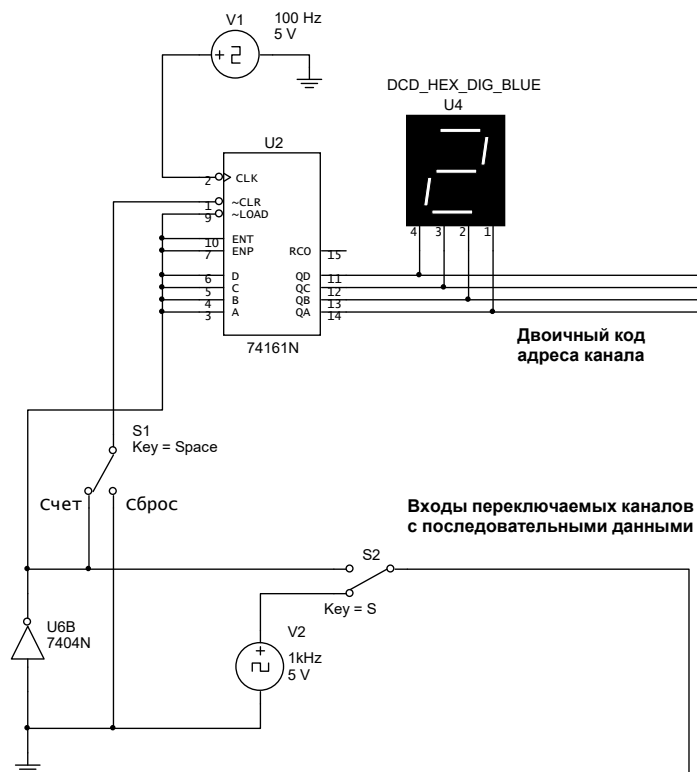 V1
100 Hz
5 V
DCD_HEX_DIG_BLUE
U4
U2
2 CLK
1 ~CLR
9 ~LOAD
10 ENT
7 ENP
RCO 15
6 D
QD 11
5 C
QC 12
4 B
QB 13
3 A
QA 14
74161N
4 3 2 1
Двоичный код
адреса канала
S1
Key = Space
Счет
Сброс
Входы переключаемых каналов
с последовательными данными
S2
Key = S
U6B
7404N
V2
1kHz
5 V